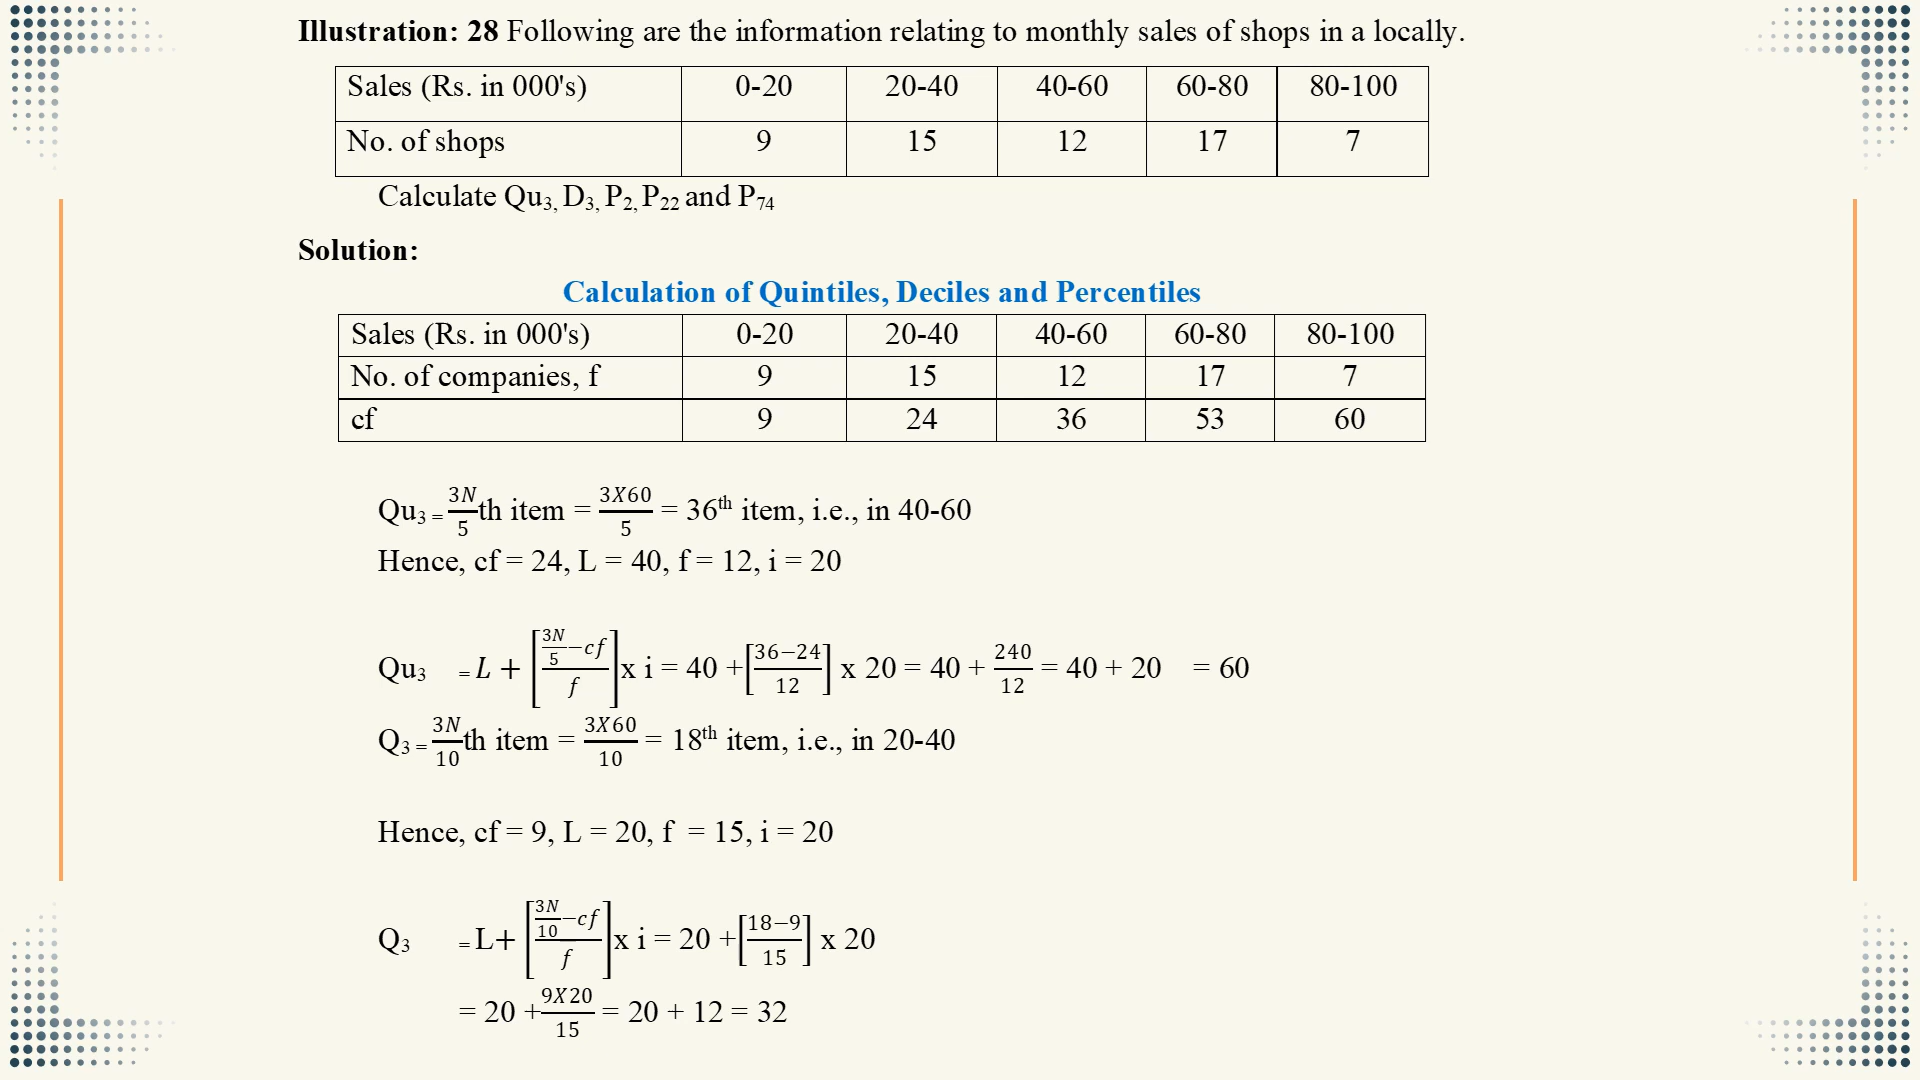 Illustration: 28 Following are the information relating to monthly sales of shops in a locally.
Sales (Rs. in 000's) 0-20 20-40 40-60 60-80 80-100
No. of shops 9 15 12 17 7
Calculate Qu₃, D₃, P₂, P₂₂ and P₇₄
Solution:
Calculation of Quintiles, Deciles and Percentiles
Sales (Rs. in 000's) 0-20 20-40 40-60 60-80 80-100
No. of companies, f 9 15 12 17 7
cf 9 24 36 53 60
Qu₃ = 3N/5 th item = 3X60/5 = 36th item, i.e., in 40-60
Hence, cf = 24, L = 40, f = 12, i = 20
Qu₃ = L + [(3N/5 −cf)/f] x i = 40 + [(36−24)/12] x 20 = 40 + 240/12 = 40 + 20 = 60
Q₃ = 3N/10 th item = 3X60/10 = 18th item, i.e., in 20-40
Hence, cf = 9, L = 20, f = 15, i = 20
Q₃ = L+ [(3N/10 −cf)/f] x i = 20 + [(18−9)/15] x 20
= 20 + 9X20/15 = 20 + 12 = 32